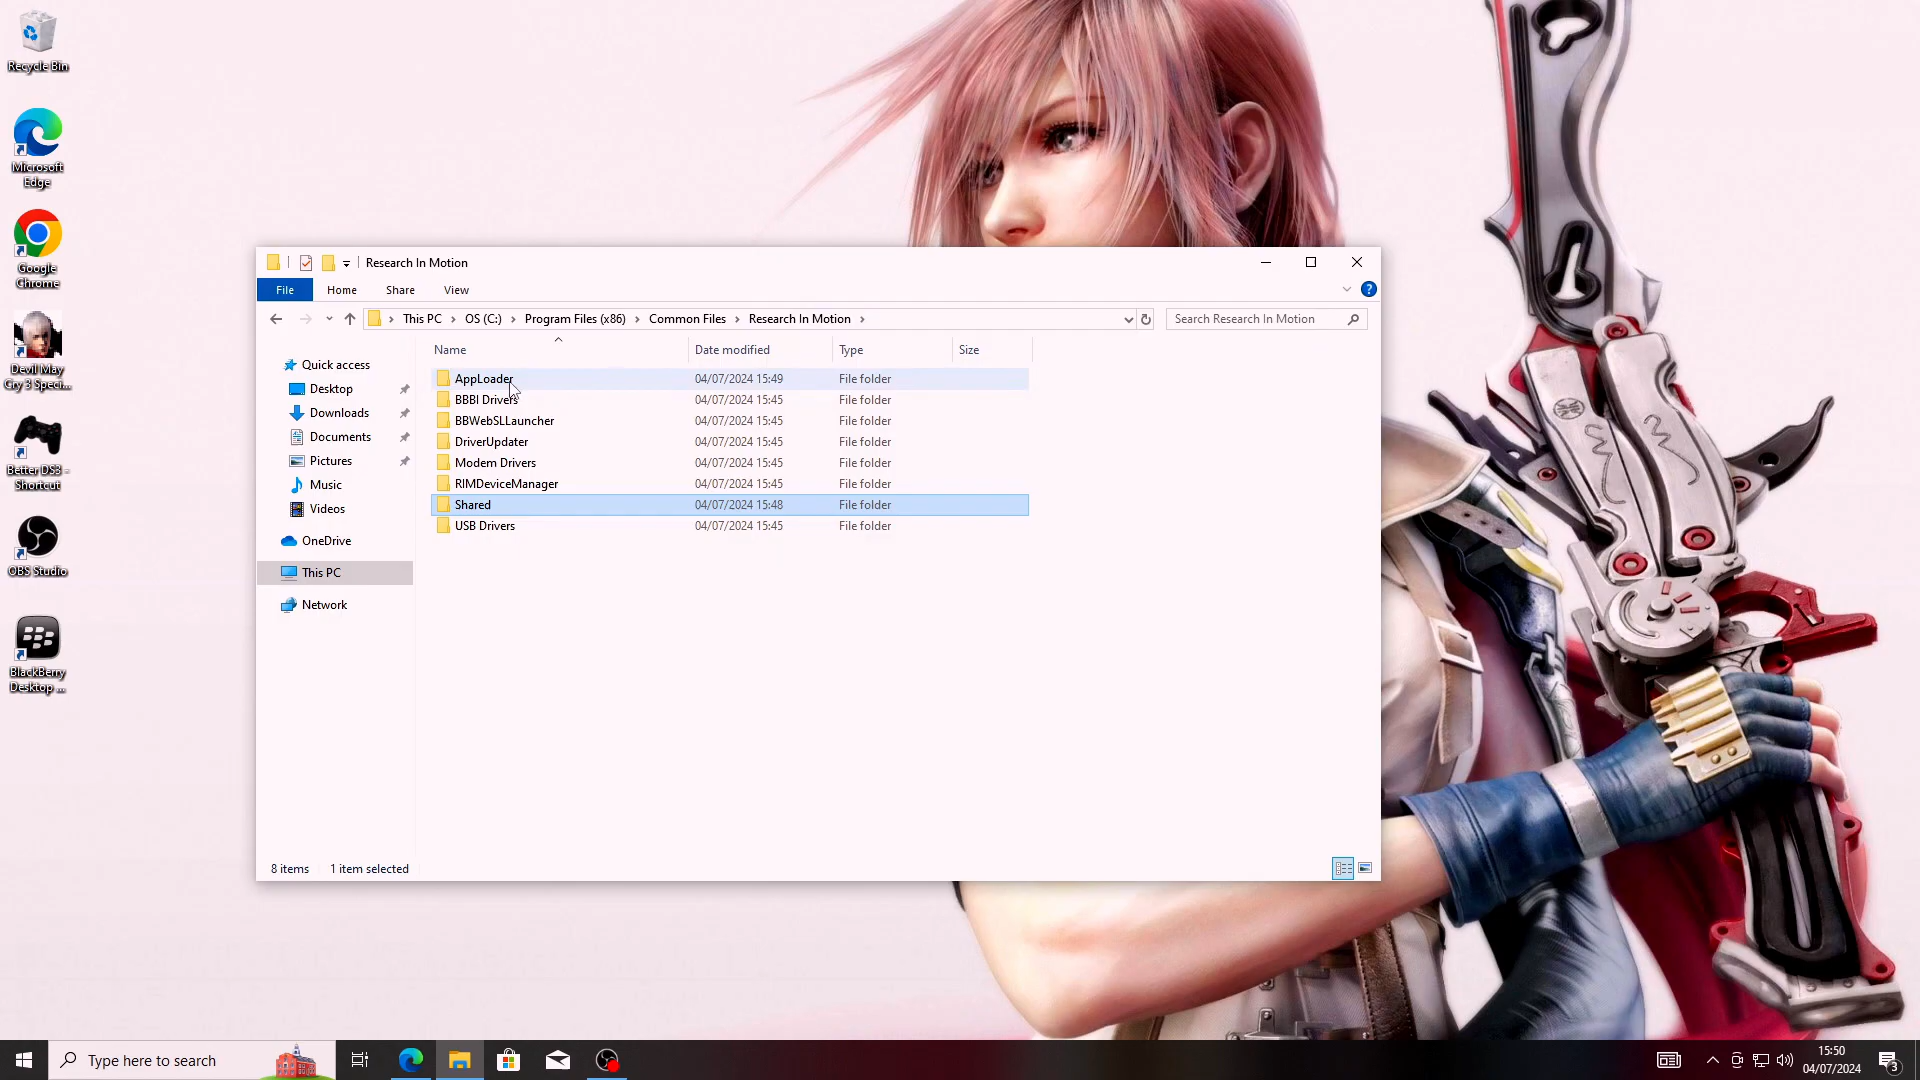 Recycle Bin
Microsoft
Edge
Google
Chrome
Devil May
Cry 3 Speci...
Better DS3 -
Shortcut
OBS Studio
BlackBerry
Desktop ...
Research In Motion
File Home Share View
This PC OS (C:) Program Files (x86) Common Files Research In Motion
Search Research In Motion
Quick access
Desktop
Downloads
Documents
Pictures
Music
Videos
OneDrive
This PC
Network
Name Date modified Type Size
AppLoader 04/07/2024 15:49 File folder
BBBI Drivers 04/07/2024 15:45 File folder
BBWebSLLauncher 04/07/2024 15:45 File folder
DriverUpdater 04/07/2024 15:45 File folder
Modem Drivers 04/07/2024 15:45 File folder
RIMDeviceManager 04/07/2024 15:45 File folder
Shared 04/07/2024 15:48 File folder
USB Drivers 04/07/2024 15:45 File folder
8 items 1 item selected
Type here to search
15:50
04/07/2024
3